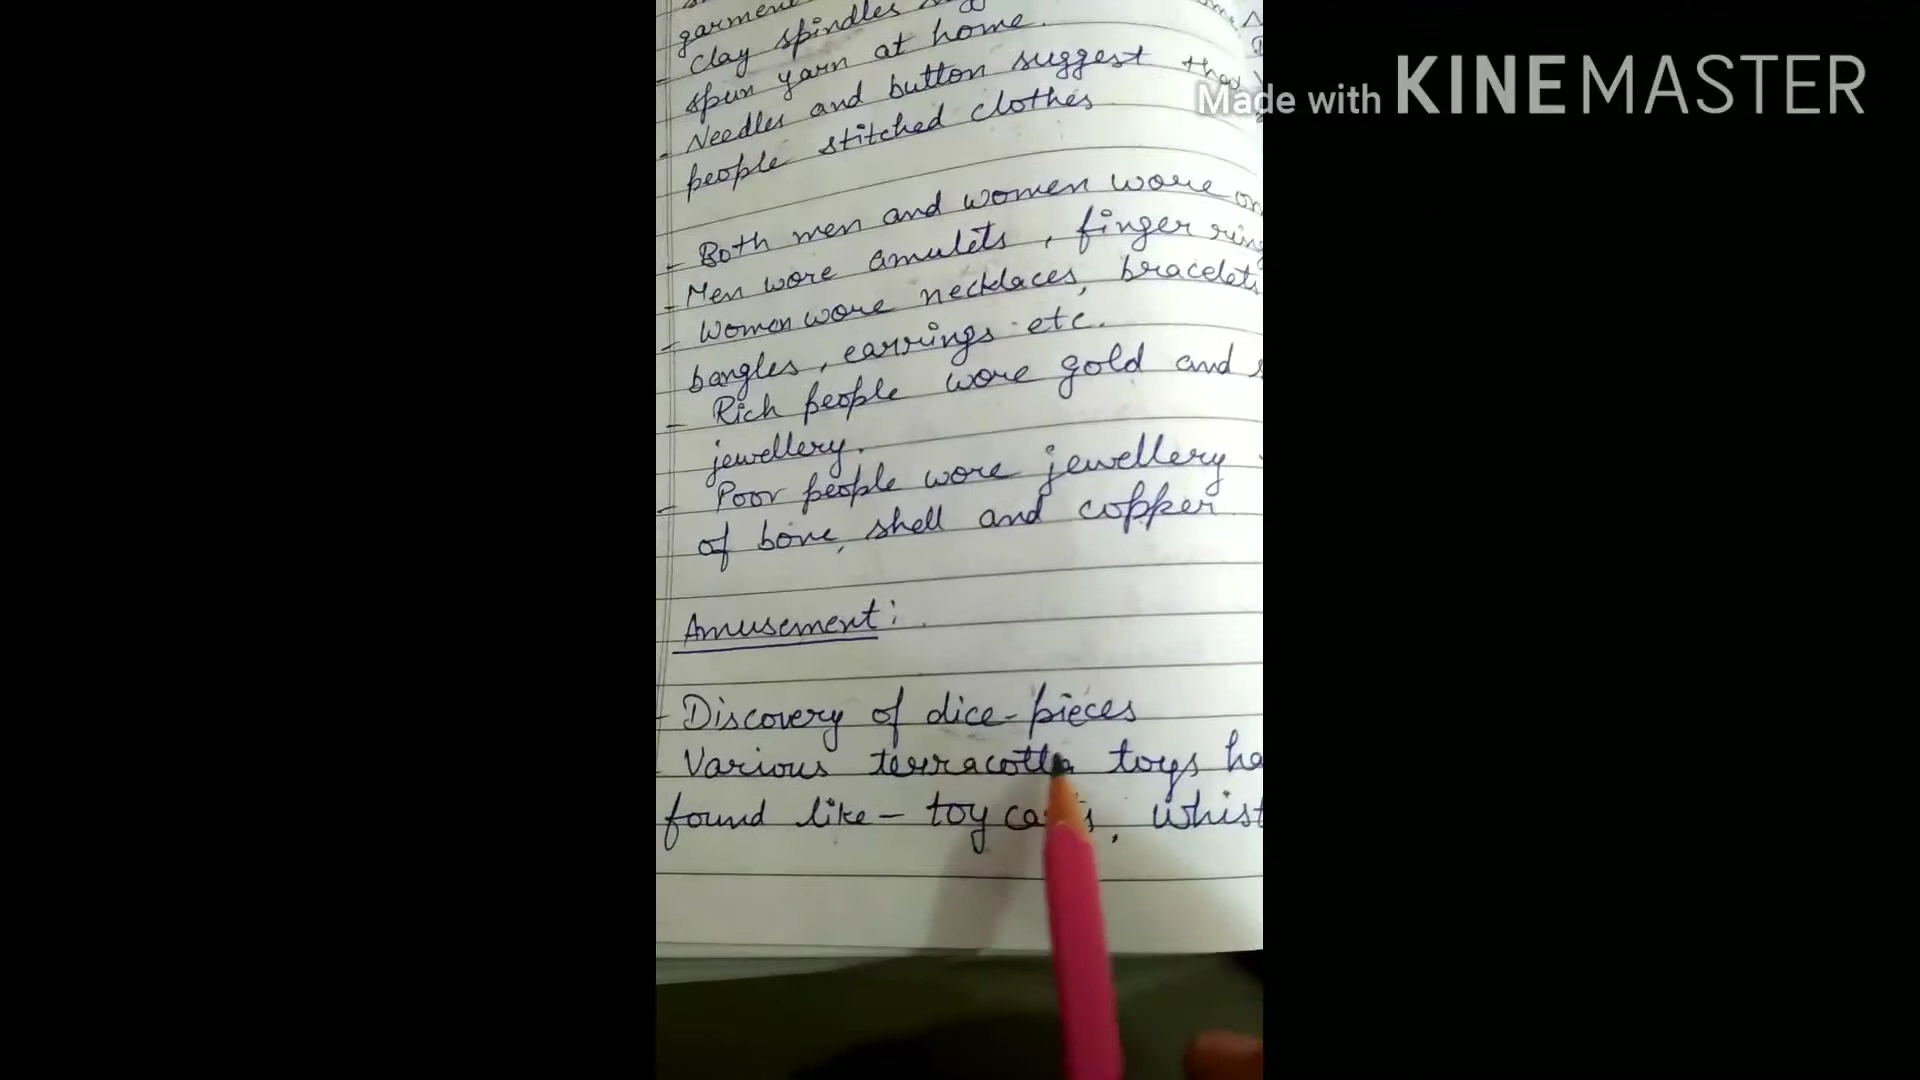 garment
- Clay spindles
spun yarn at home.
- Needles and button suggest that
people stitched clothes
- Both men and women wore
- Men wore amulets, finger
- Women wore necklaces, bracelets
bangles, earrings etc.
- Rich people wore gold and
jewellery.
- Poor people wore jewellery
of bone, shell and copper
Amusement:
- Discovery of dice-pieces
- Various terracotta toys
found like - toy
Made with KINEMASTER